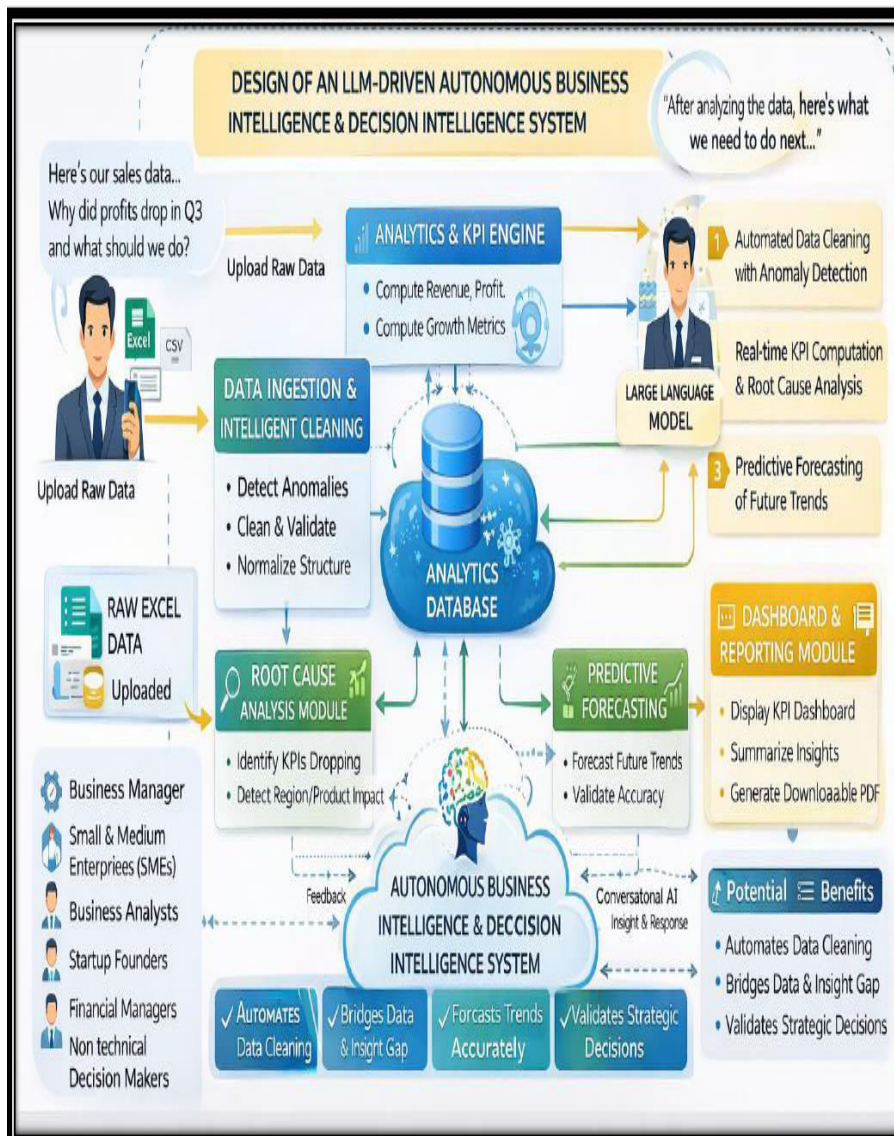 DESIGN OF AN LLM-DRIVEN AUTONOMOUS BUSINESS
INTELLIGENCE & DECISION INTELLIGENCE SYSTEM
"After analyzing the data, here's what
we need to do next..."
Here's our sales data...
Why did profits drop in Q3
and what should we do?
Upload Raw Data
ANALYTICS & KPI ENGINE
• Compute Revenue, Profit.
• Compute Growth Metrics
Excel
CSV
Upload Raw Data
DATA INGESTION &
INTELLIGENT CLEANING
• Detect Anomalies
• Clean & Validate
• Normalize Structure
LARGE LANGUAGE
MODEL
1 Automated Data Cleaning
with Anomaly Detection
Real-time KPI Computation
& Root Cause Analysis
3 Predictive Forecasting
of Future Trends
ANALYTICS
DATABASE
RAW EXCEL
DATA
Uploaded
ROOT CAUSE
ANALYSIS MODULE
• Identify KPIs Dropping
• Detect Region/Product Impact
PREDICTIVE
FORECASTING
• Forecast Future Trends
• Validate Accuracy
DASHBOARD &
REPORTING MODULE
• Display KPI Dashboard
• Summarize Insights
• Generate Downloaable PDF
Business Manager
Small & Medium
Enterpriees (SMEs)
Business Analysts
Startup Founders
Financial Managers
Non technical
Decision Makers
Feedback
AUTONOMOUS BUSINESS
INTELLIGENCE & DECCISION
INTELLIGENCE SYSTEM
Conversatonal AI
Insight & Response
Potential Benefits
• Automates Data Cleaning
• Bridges Data & Insight Gap
• Validates Strategic Decisions
✓ AUTOMATES
Data Cleaning
✓ Bridges Data
& Insight Gap
✓ Forcasts Trends
Accurately
✓ Validates Strategic
Decisions